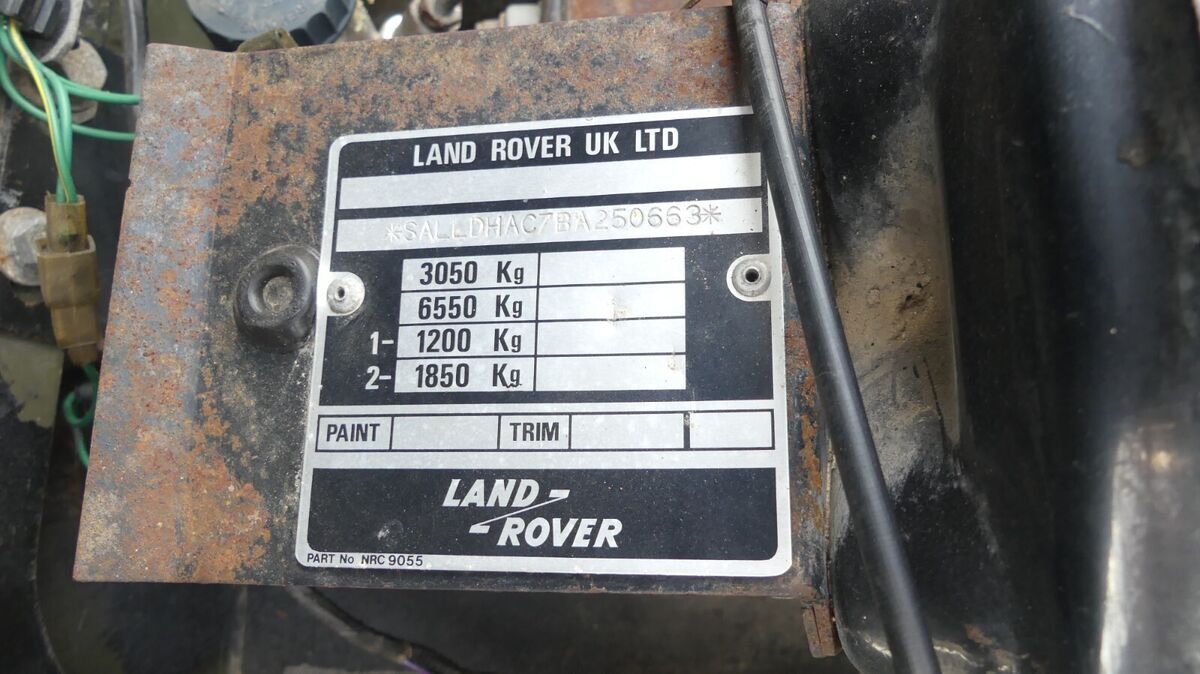 LAND ROVER UK LTD
*SALLDHAC7BA250663*
3050 Kg
6550 Kg
1- 1200 Kg
2- 1850 Kg
PAINT TRIM
LAND-
-ROVER
PART No NRC 9055